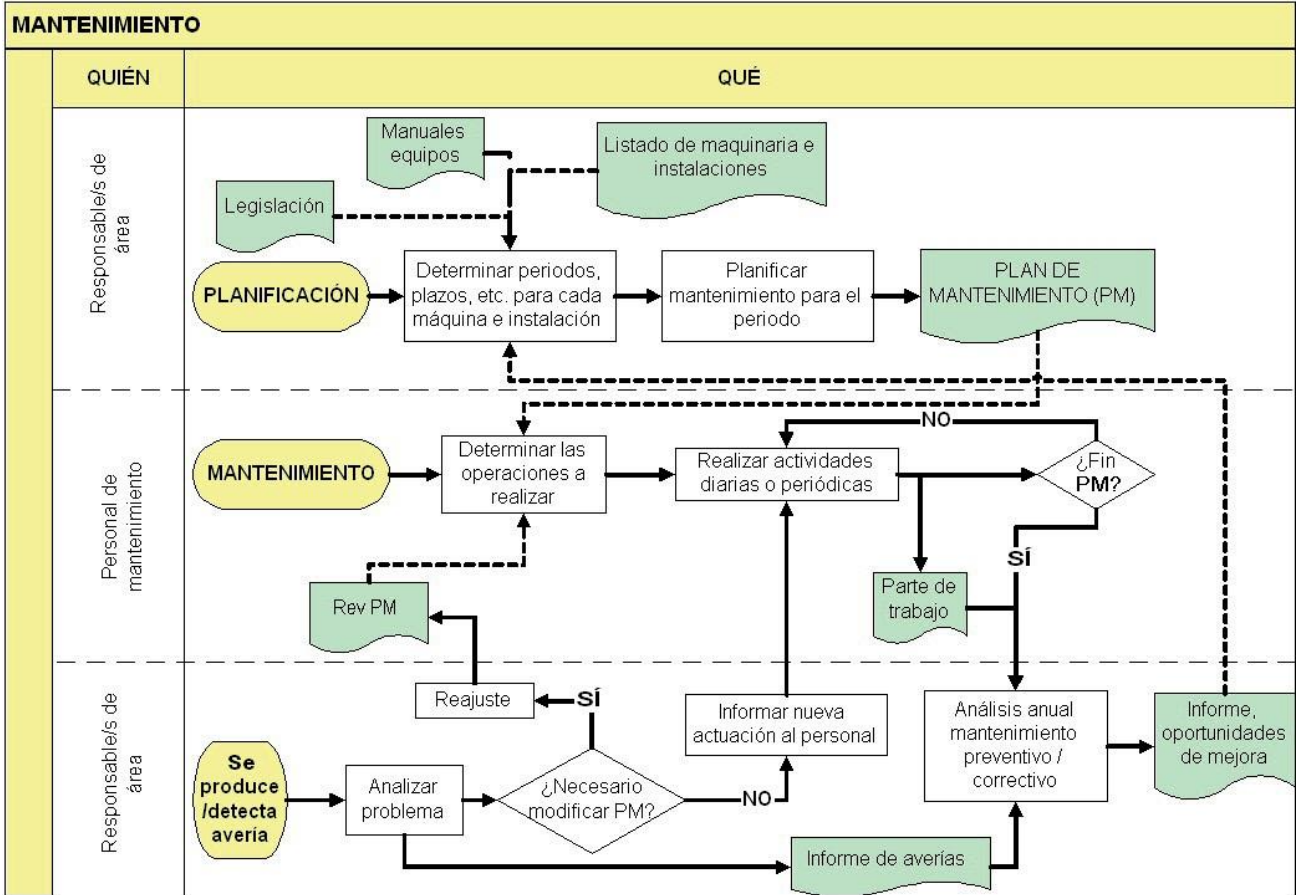 MANTENIMIENTO
QUIÉN
QUÉ
Responsable/s de
área
Manuales
equipos
Listado de maquinaria e
instalaciones
Legislación
PLANIFICACIÓN
Determinar periodos,
plazos, etc. para cada
máquina e instalación
Planificar
mantenimiento para el
periodo
PLAN DE
MANTENIMIENTO (PM)
Personal de
mantenimiento
MANTENIMIENTO
Determinar las
operaciones a
realizar
Realizar actividades
diarias o periódicas
NO
¿Fin
PM?
SÍ
Rev PM
Parte de
trabajo
Responsable/s de
área
Reajuste
SÍ
Informar nueva
actuación al personal
Análisis anual
mantenimiento
preventivo /
correctivo
Informe,
oportunidades
de mejora
Se
produce
/detecta
avería
Analizar
problema
¿Necesario
modificar PM?
NO
Informe de averías